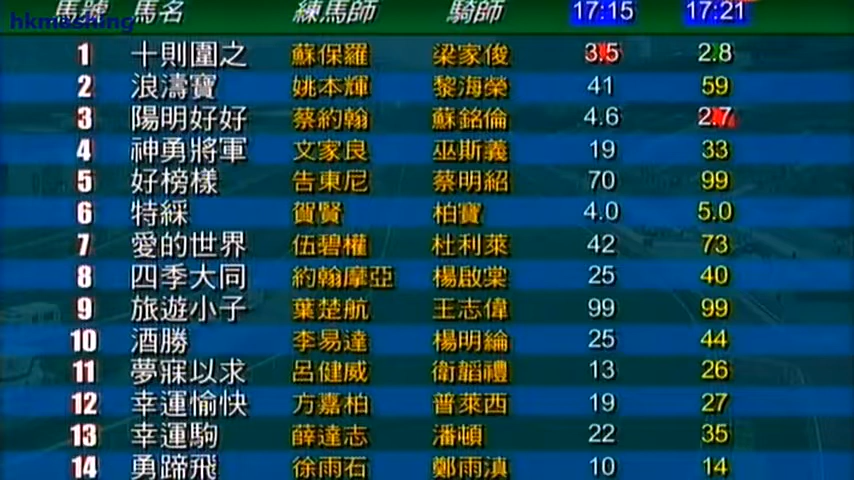 馬號 馬名 練馬師 騎師 17:15 17:21
hkmashing
1 十則圍之 蘇保羅 梁家俊 3.5 2.8
2 浪濤寶 姚本輝 黎海榮 41 59
3 陽明好好 蔡約翰 蘇銘倫 4.6 2.7
4 神勇將軍 文家良 巫斯義 19 33
5 好榜樣 告東尼 蔡明紹 70 99
6 特綵 賀賢 柏寶 4.0 5.0
7 愛的世界 伍碧權 杜利萊 42 73
8 四季大同 約翰摩亞 楊啟棠 25 40
9 旅遊小子 葉楚航 王志偉 99 99
10 酒勝 李易達 楊明綸 25 44
11 夢寐以求 呂健威 衛韜禮 13 26
12 幸運愉快 方嘉柏 普萊西 19 27
13 幸運駒 薛達志 潘頓 22 35
14 勇蹄飛 徐雨石 鄭雨滇 10 14